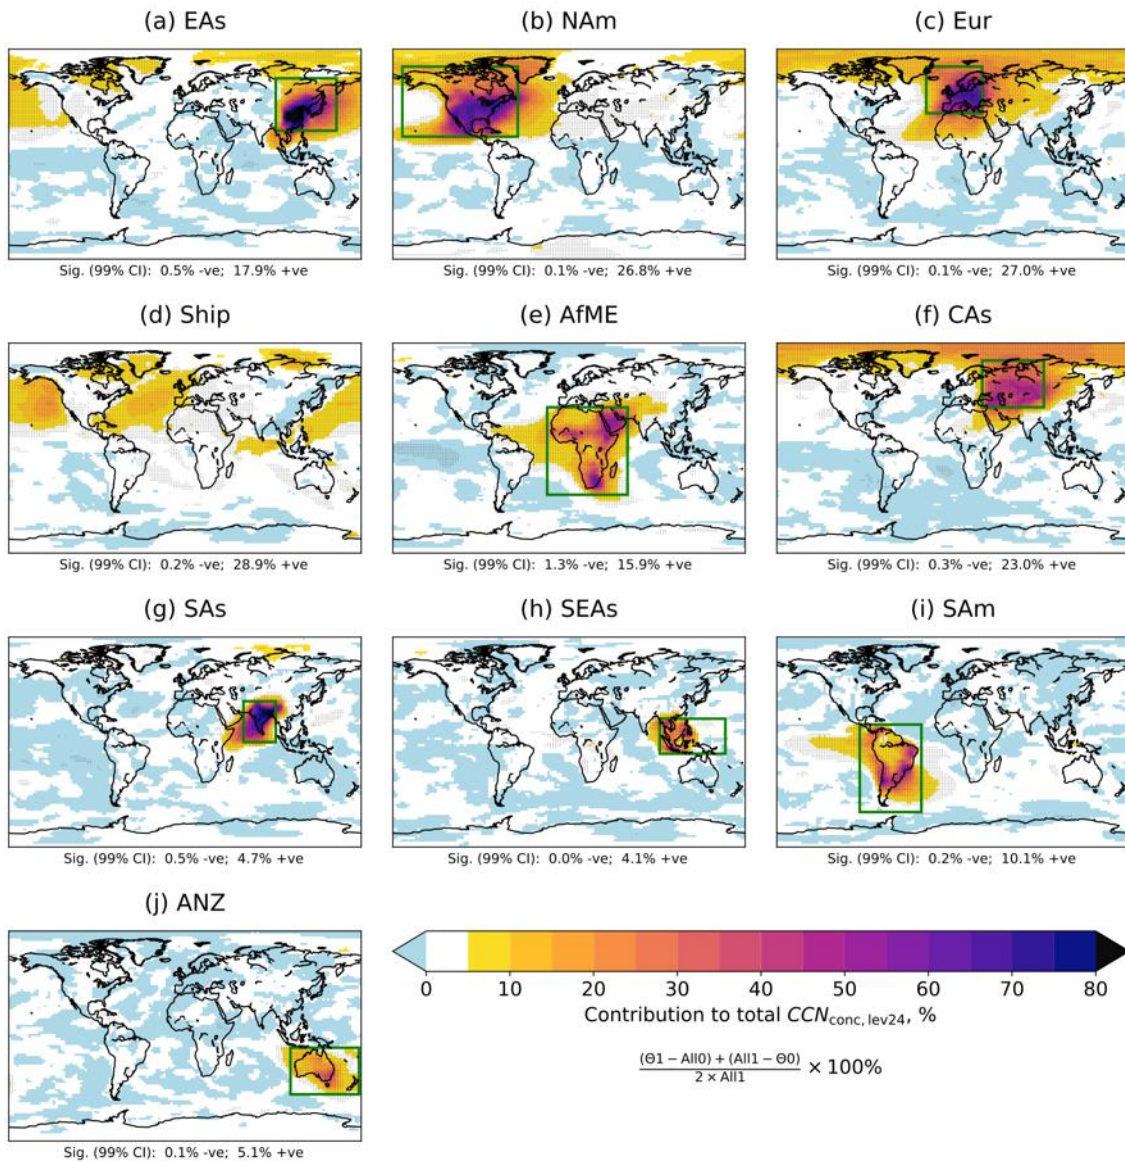 (a) EAs
(b) NAm
(c) Eur
Sig. (99% CI): 0.5% -ve; 17.9% +ve
Sig. (99% CI): 0.1% -ve; 26.8% +ve
Sig. (99% CI): 0.1% -ve; 27.0% +ve
(d) Ship
(e) AfME
(f) CAs
Sig. (99% CI): 0.2% -ve; 28.9% +ve
Sig. (99% CI): 1.3% -ve; 15.9% +ve
Sig. (99% CI): 0.3% -ve; 23.0% +ve
(g) SAs
(h) SEAs
(i) SAm
Sig. (99% CI): 0.5% -ve; 4.7% +ve
Sig. (99% CI): 0.0% -ve; 4.1% +ve
Sig. (99% CI): 0.2% -ve; 10.1% +ve
(j) ANZ
Sig. (99% CI): 0.1% -ve; 5.1% +ve
0 10 20 30 40 50 60 70 80
Contribution to total CCN_conc, lev24, %
(Θ1 − All0) + (All1 − Θ0)
2 × All1
× 100%